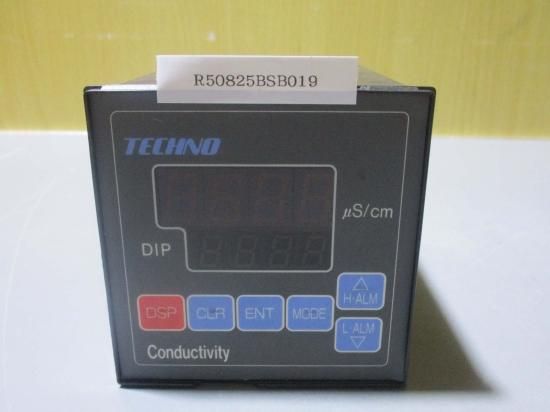 R50825BSB019
TECHNO
μS/cm
DIP
DSP CLR ENT MODE
△
H·ALM
L·ALM
▽
Conductivity